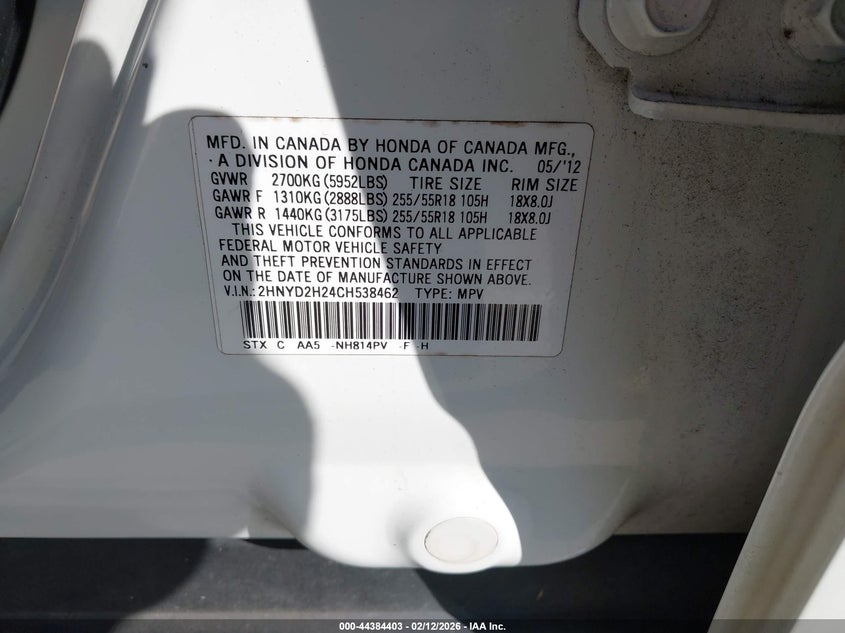 MFD. IN CANADA BY HONDA OF CANADA MFG.,
·A DIVISION OF HONDA CANADA INC. 05/'12
GVWR 2700KG(5952LBS) TIRE SIZE RIM SIZE
GAWR F 1310KG(2888LBS) 255/55R18 105H 18X8.0J
GAWR R 1440KG(3175LBS) 255/55R18 105H 18X8.0J
THIS VEHICLE CONFORMS TO ALL APPLICABLE
FEDERAL MOTOR VEHICLE SAFETY
AND THEFT PREVENTION STANDARDS IN EFFECT
ON THE DATE OF MANUFACTURE SHOWN ABOVE.
V.I.N.:2HNYD2H24CH538462 TYPE: MPV
STX C AA5 -NH814PV -F -H
000-44384403 - 02/12/2026 - IAA Inc.